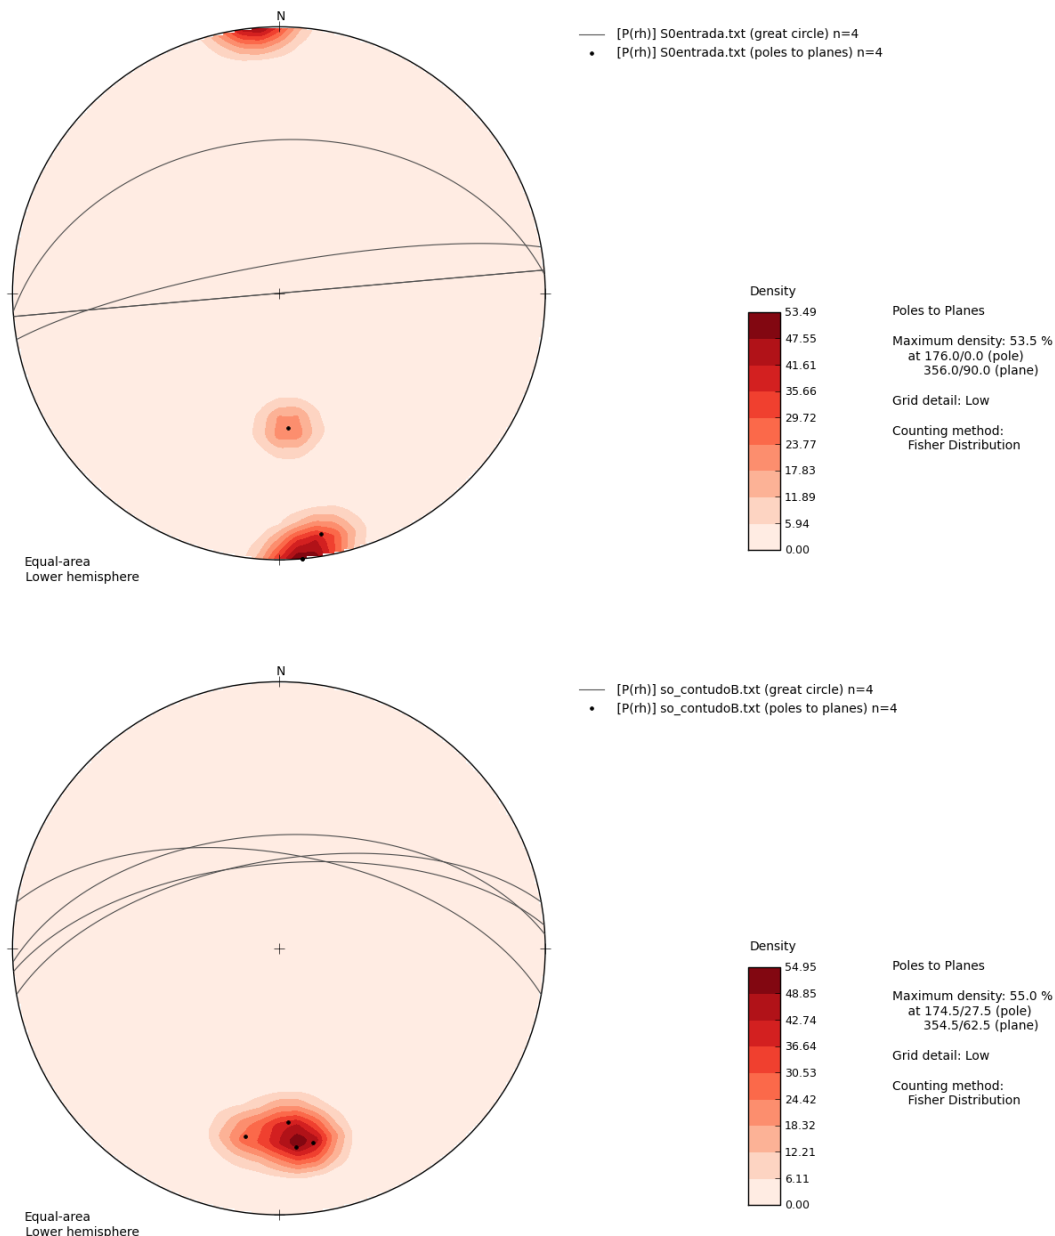 N
[P(rh)] S0entrada.txt (great circle) n=4
[P(rh)] S0entrada.txt (poles to planes) n=4
Density
53.49
47.55
41.61
35.66
29.72
23.77
17.83
11.89
5.94
0.00
Poles to Planes
Maximum density: 53.5 %
at 176.0/0.0 (pole)
356.0/90.0 (plane)
Grid detail: Low
Counting method:
Fisher Distribution
Equal-area
Lower hemisphere
N
[P(rh)] so_contudoB.txt (great circle) n=4
[P(rh)] so_contudoB.txt (poles to planes) n=4
Density
54.95
48.85
42.74
36.64
30.53
24.42
18.32
12.21
6.11
0.00
Poles to Planes
Maximum density: 55.0 %
at 174.5/27.5 (pole)
354.5/62.5 (plane)
Grid detail: Low
Counting method:
Fisher Distribution
Equal-area
Lower hemisphere